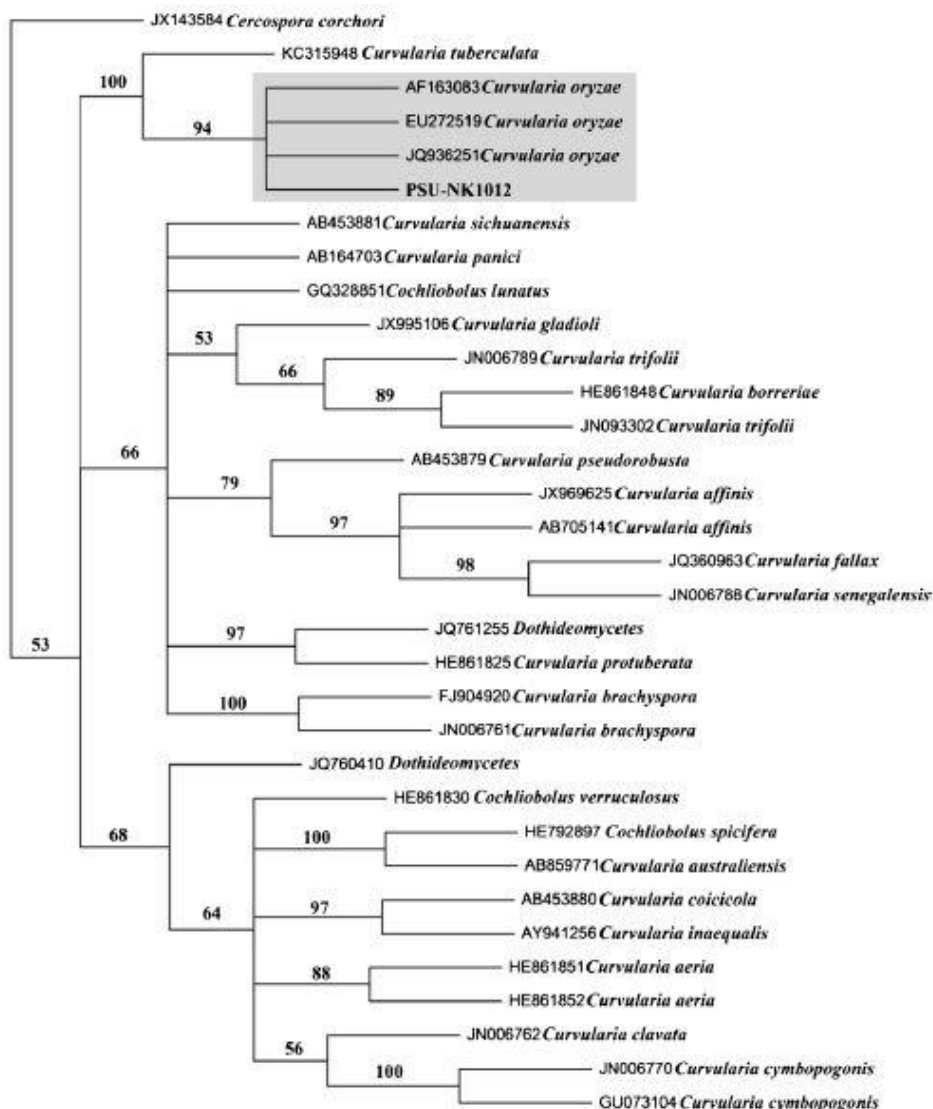 JX143584 Cercospora corchori
KC315948 Curvularia tuberculata
100
AF163083 Curvularia oryzae
EU272519 Curvularia oryzae
94
JQ936251 Curvularia oryzae
PSU-NK1012
AB453881 Curvularia sichuanensis
AB164703 Curvularia panici
GQ328851 Cochliobolus lunatus
JX995106 Curvularia gladioli
53
JN006789 Curvularia trifolii
66
HE861848 Curvularia borreriae
89
JN093302 Curvularia trifolii
66
AB453879 Curvularia pseudorobusta
79
JX969625 Curvularia affinis
97
AB705141 Curvularia affinis
JQ360963 Curvularia fallax
98
JN006788 Curvularia senegalensis
JQ761255 Dothideomycetes
97
53
HE861825 Curvularia protuberata
FJ904920 Curvularia brachyspora
100
JN006761 Curvularia brachyspora
JQ760410 Dothideomycetes
HE861830 Cochliobolus verruculosus
68
HE792897 Cochliobolus spicifera
100
AB859771 Curvularia australiensis
AB453880 Curvularia coicicola
97
64
AY941256 Curvularia inaequalis
HE861851 Curvularia aeria
88
HE861852 Curvularia aeria
JN006762 Curvularia clavata
56
JN006770 Curvularia cymbopogonis
100
GU073104 Curvularia cymbopogonis